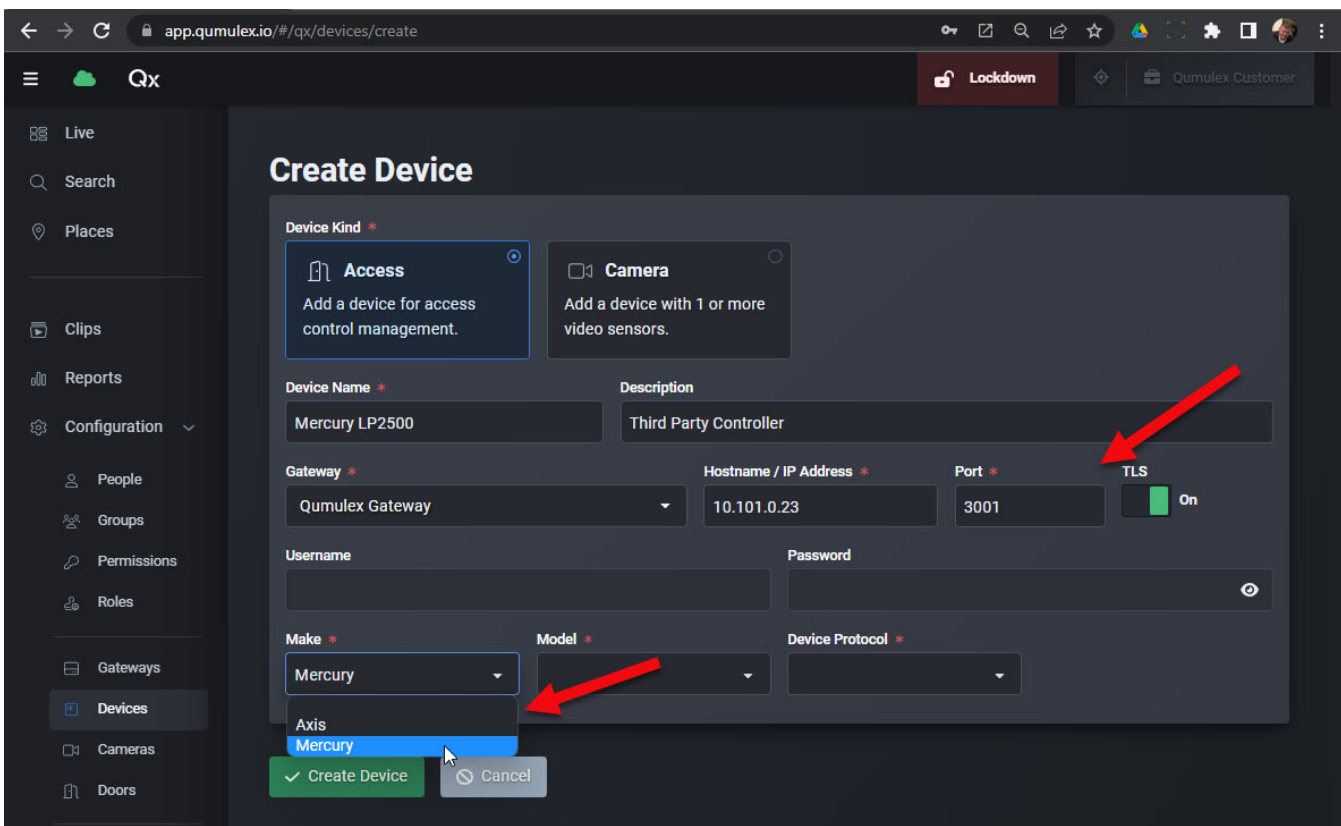 app.qumulex.io/#/qx/devices/create
Qx
Lockdown
Qumulex Customer
Live
Search
Places
Clips
Reports
Configuration
People
Groups
Permissions
Roles
Gateways
Devices
Cameras
Doors
Create Device
Device Kind *
Access
Add a device for access
control management.
Camera
Add a device with 1 or more
video sensors.
Device Name * Description
Mercury LP2500 Third Party Controller
Gateway * Hostname / IP Address * Port * TLS
Qumulex Gateway 10.101.0.23 3001 On
Username Password
Make * Model * Device Protocol *
Mercury
Axis
Mercury
Create Device Cancel